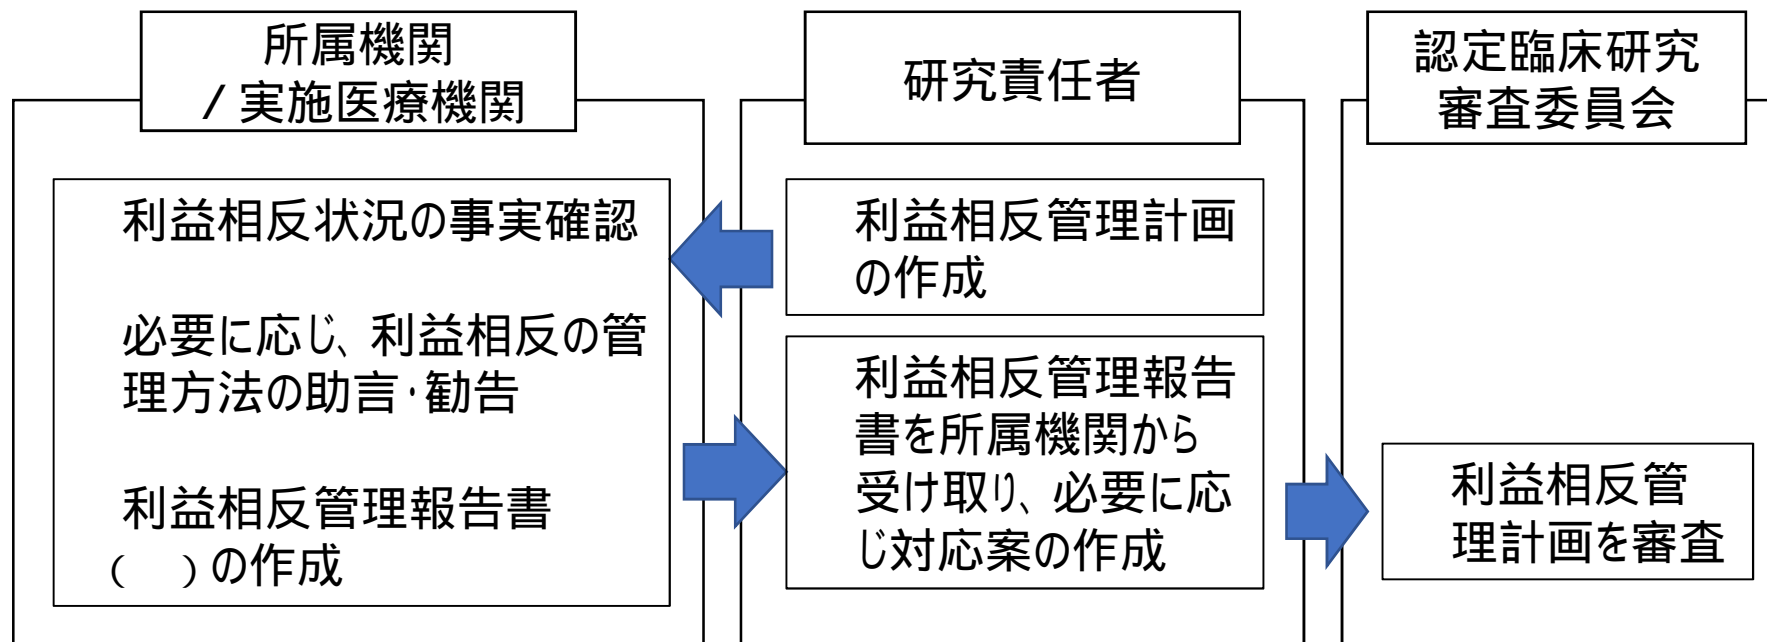 所属機関
/実施医療機関
利益相反状況の事実確認
必要に応じ、利益相反の管
理方法の助言・勧告
利益相反管理報告書
( )の作成
研究責任者
利益相反管理計画
の作成
利益相反管理報告
書を所属機関から
受け取り、必要に応
じ対応案の作成
認定臨床研究
審査委員会
利益相反管
理計画を審査